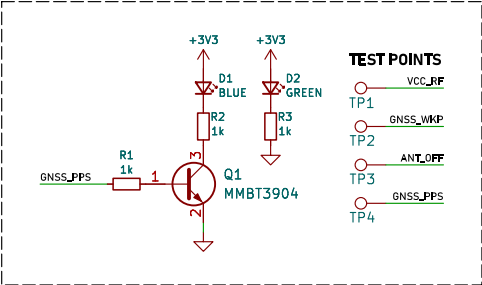 +3V3
+3V3
D1
BLUE
D2
GREEN
R2
1k
R3
1k
R1
1k
GNSS_PPS
1
3
2
Q1
MMBT3904
TEST POINTS
VCC_RF
TP1
GNSS_WKP
TP2
ANT_OFF
TP3
GNSS_PPS
TP4